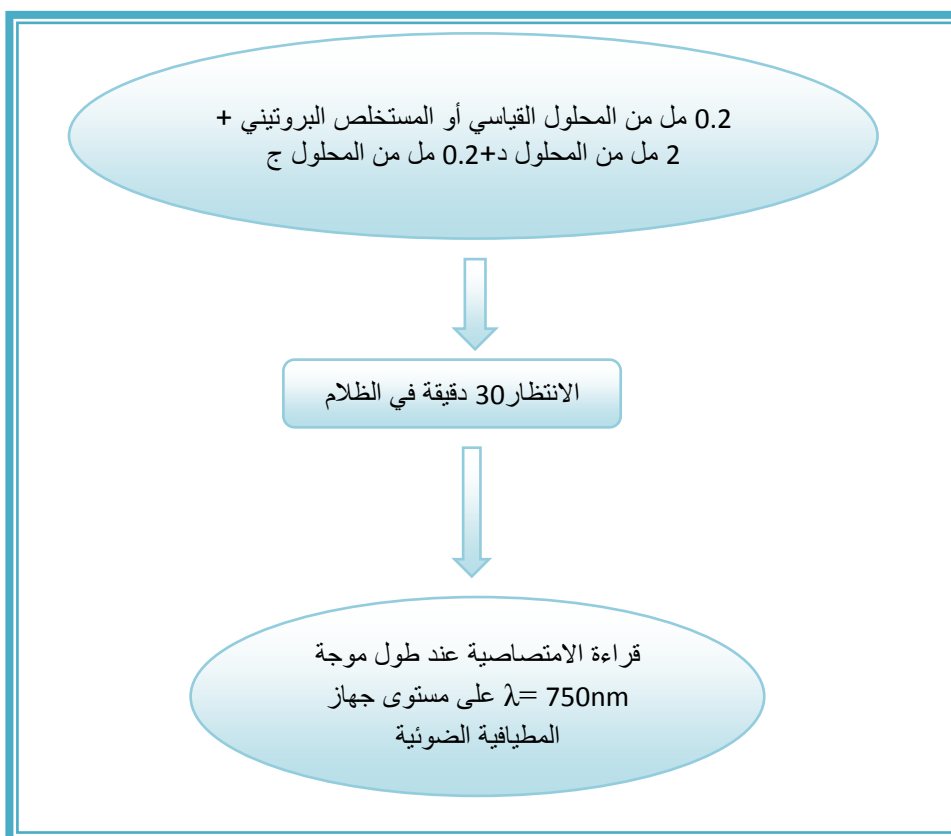 0.2 مل من المحلول القياسي أو المستخلص البروتيني +
2 مل من المحلول د+0.2 مل من المحلول ج
الانتظار30 دقيقة في الظلام
قراءة الامتصاصية عند طول موجة
λ= 750nm على مستوى جهاز
المطيافية الضوئية